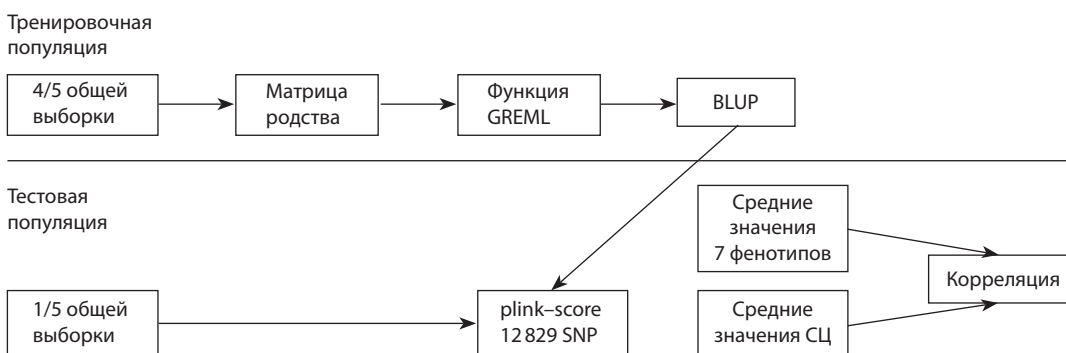 Тренировочная
популяция
4/5 общей
выборки
Матрица
родства
Функция
GREML
BLUP
Тестовая
популяция
Средние
значения
7 фенотипов
Корреляция
1/5 общей
выборки
plink–score
12 829 SNP
Средние
значения СЦ